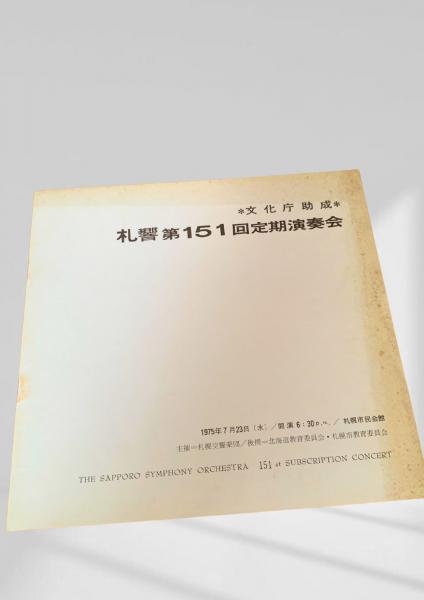 *文化庁助成*
札響第151回定期演奏会
1975年7月23日（水）／開演6：30p.m.／札幌市民会館
主催＝札幌交響楽団／後援＝北海道教育委員会・札幌市教育委員会
THE SAPPORO SYMPHONY ORCHESTRA 151 st SUBSCRIPTION CONCERT